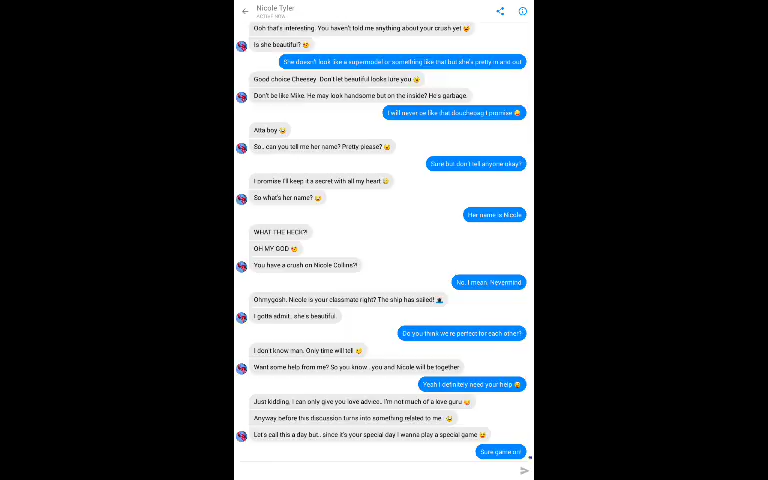 Nicole Tyler
ACTIVE NOW
Ooh that's interesting. You haven't told me anything about your crush yet
Is she beautiful?
She doesn't look like a supermodel or something like that but she's pretty in and out
Good choice Cheesey. Don't let beautiful looks lure you
Don't be like Mike. He may look handsome but on the inside? He's garbage.
I will never be like that douchebag I promise
Atta boy
So.. can you tell me her name? Pretty please?
Sure but don't tell anyone okay?
I promise I'll keep it a secret with all my heart
So what's her name?
Her name is Nicole
WHAT THE HECK?!
OH MY GOD
You have a crush on Nicole Collins?!
No, I mean, Nevermind
Ohmygosh. Nicole is your classmate right? The ship has sailed!
I gotta admit.. she's beautiful.
Do you think we're perfect for each other?
I don't know man. Only time will tell
Want some help from me? So you know.. you and Nicole will be together
Yeah I definitely need your help
Just kidding. I can only give you love advice.. I'm not much of a love guru
Anyway before this discussion turns into something related to me..
Let's call this a day but.. since it's your special day I wanna play a special game
Sure game on!